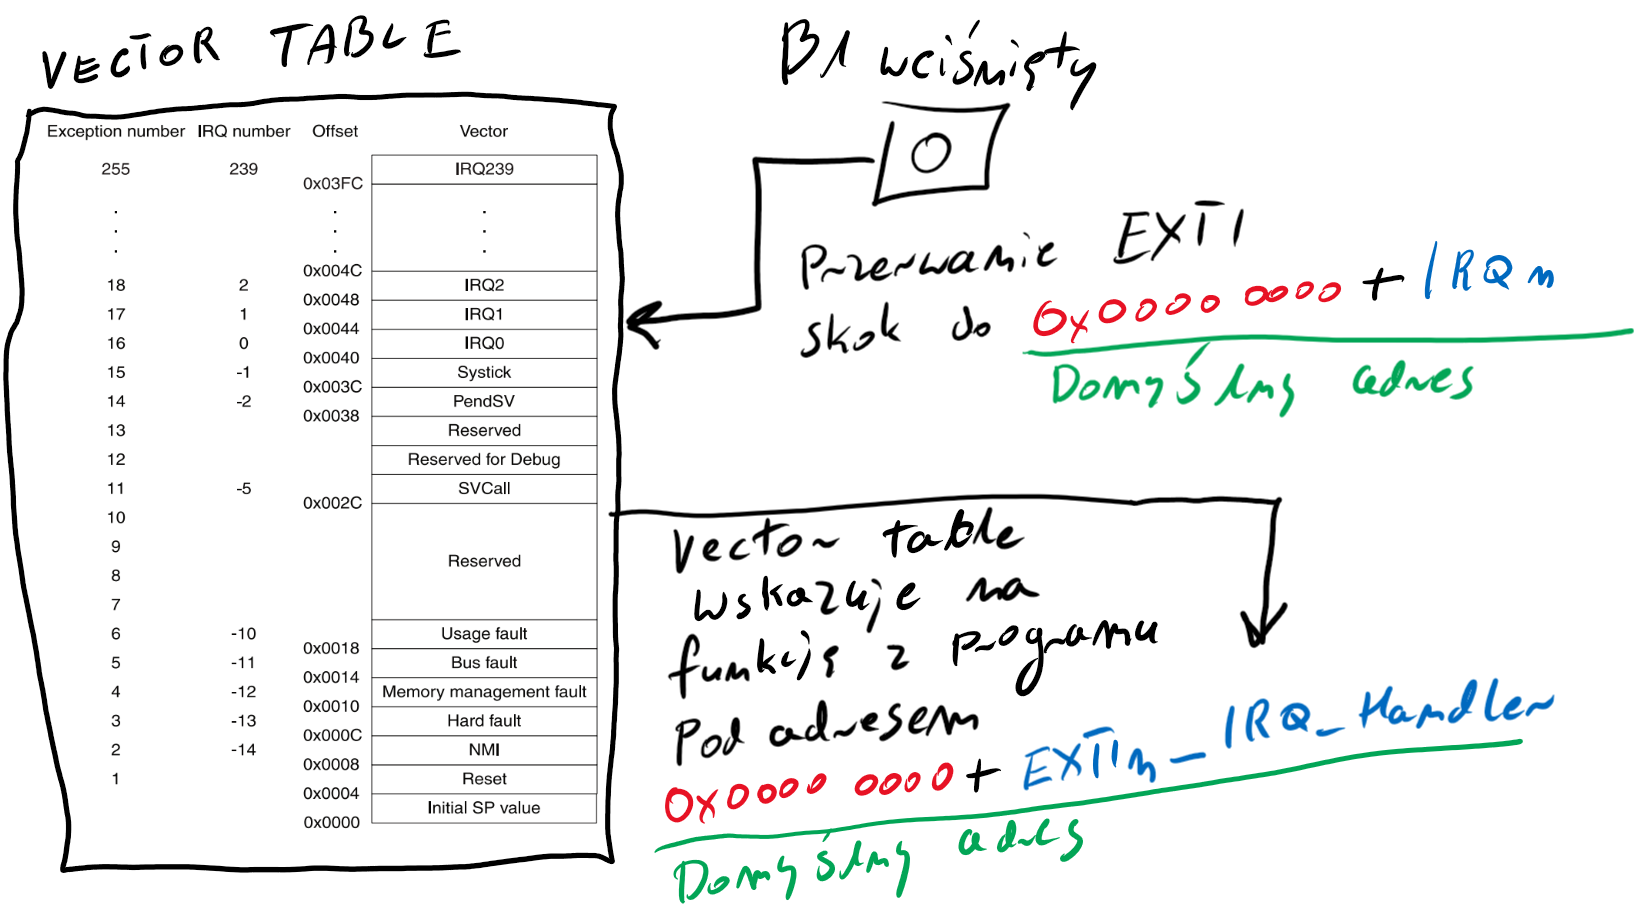 VECTOR TABLE
Exception number IRQ number Offset Vector
255 239 IRQ239
0x03FC
. . .
. . .
. . .
0x004C
18 2 IRQ2
0x0048
17 1 IRQ1
0x0044
16 0 IRQ0
0x0040
15 -1 Systick
0x003C
14 -2 PendSV
0x0038
13 Reserved
12 Reserved for Debug
11 -5 SVCall
0x002C
10
9
Reserved
8
7
6 -10 Usage fault
0x0018
5 -11 Bus fault
0x0014
4 -12 Memory management fault
0x0010
3 -13 Hard fault
0x000C
2 -14 NMI
0x0008
1 Reset
0x0004
Initial SP value
0x0000
B1 wciśnięty
Przerwanie EXTI
skok do 0x0000 0000 + IRQn
Domyślny adres
Vector table
wskazuje na
funkcję z programu
Pod adresem
0x0000 0000 + EXTIn_IRQ_Handler
Domyślny adres